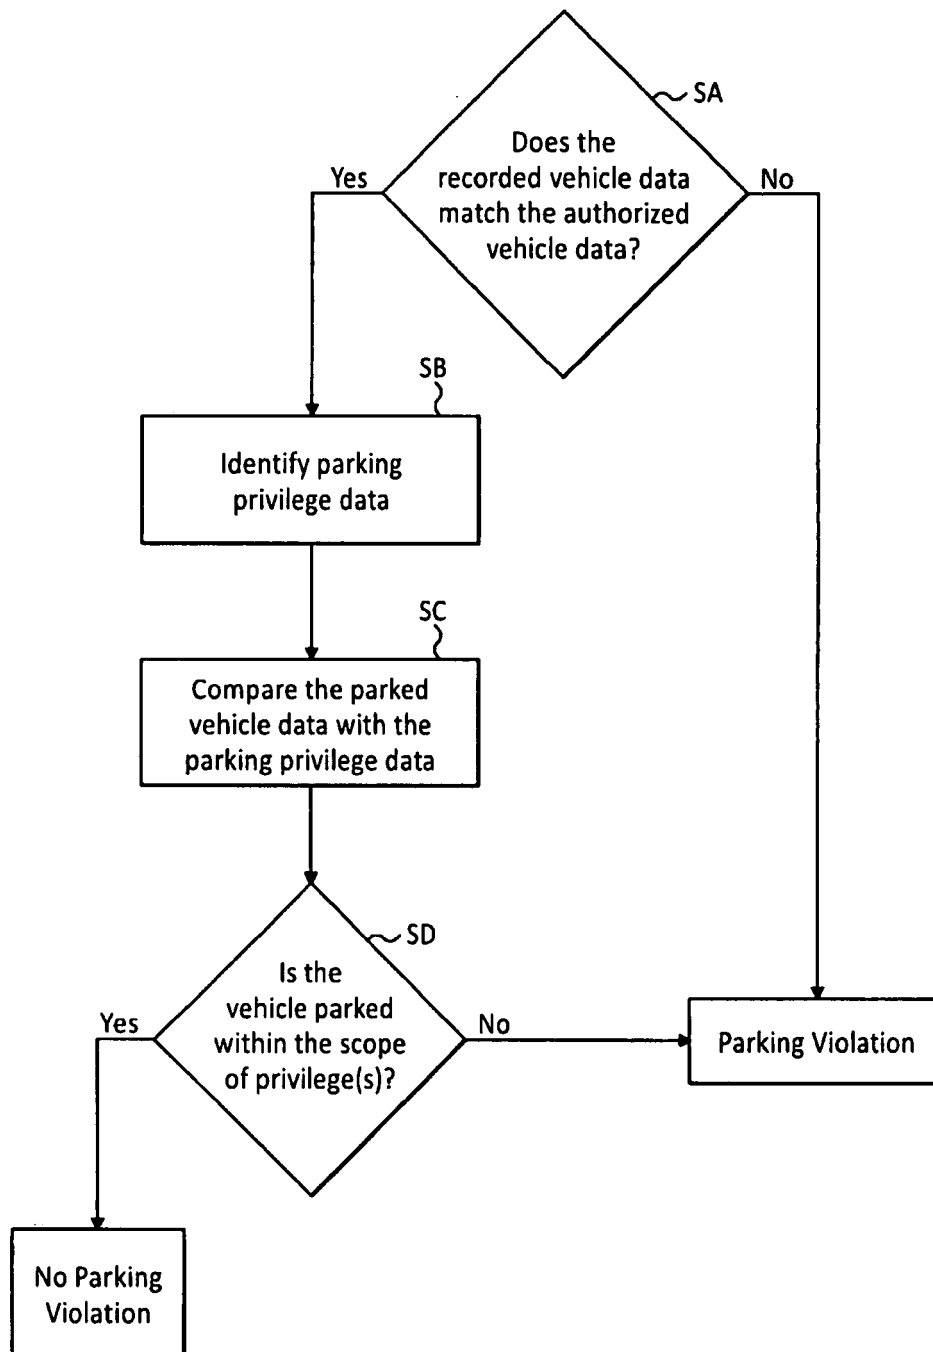 SA
Does the
recorded vehicle data
match the authorized
vehicle data?
Yes
No
SB
Identify parking
privilege data
SC
Compare the parked
vehicle data with the
parking privilege data
SD
Is the
vehicle parked
within the scope
of privilege(s)?
Yes
No
Parking Violation
No Parking
Violation